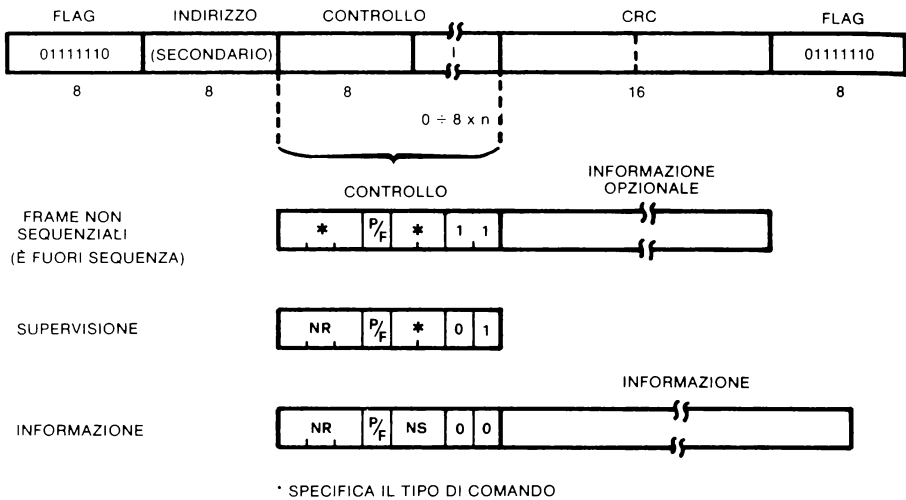 FLAG INDIRIZZO CONTROLLO CRC FLAG
01111110 (SECONDARIO) 01111110
8 8 8 16 8
0 ÷ 8 x n
CONTROLLO
INFORMAZIONE
OPZIONALE
FRAME NON
SEQUENZIALI
(È FUORI SEQUENZA)
* P/F * 1 1
SUPERVISIONE
NR P/F * 0 1
INFORMAZIONE
INFORMAZIONE
NR P/F NS 0 0
* SPECIFICA IL TIPO DI COMANDO